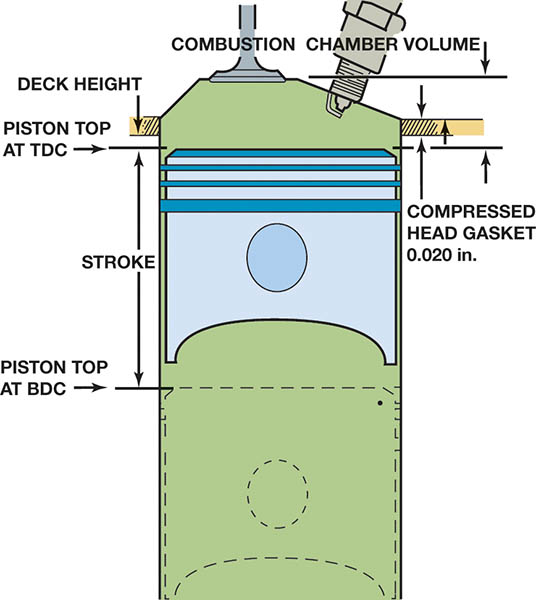 COMBUSTION CHAMBER VOLUME
DECK HEIGHT
PISTON TOP
AT TDC
COMPRESSED
HEAD GASKET
0.020 in.
STROKE
PISTON TOP
AT BDC